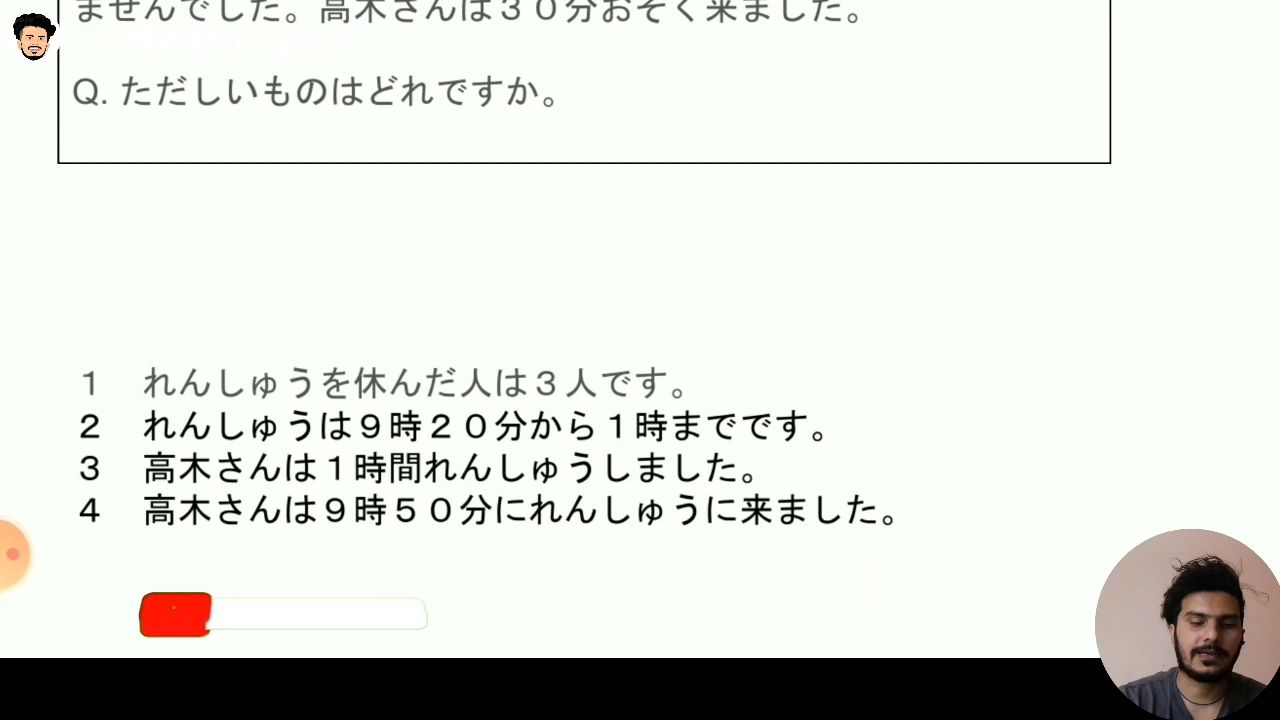 ませんでした。高木さんは３０分おそく来ました。
Q. ただしいものはどれですか。
１　れんしゅうを休んだ人は３人です。
２　れんしゅうは９時２０分から１時までです。
３　高木さんは１時間れんしゅうしました。
４　高木さんは９時５０分にれんしゅうに来ました。